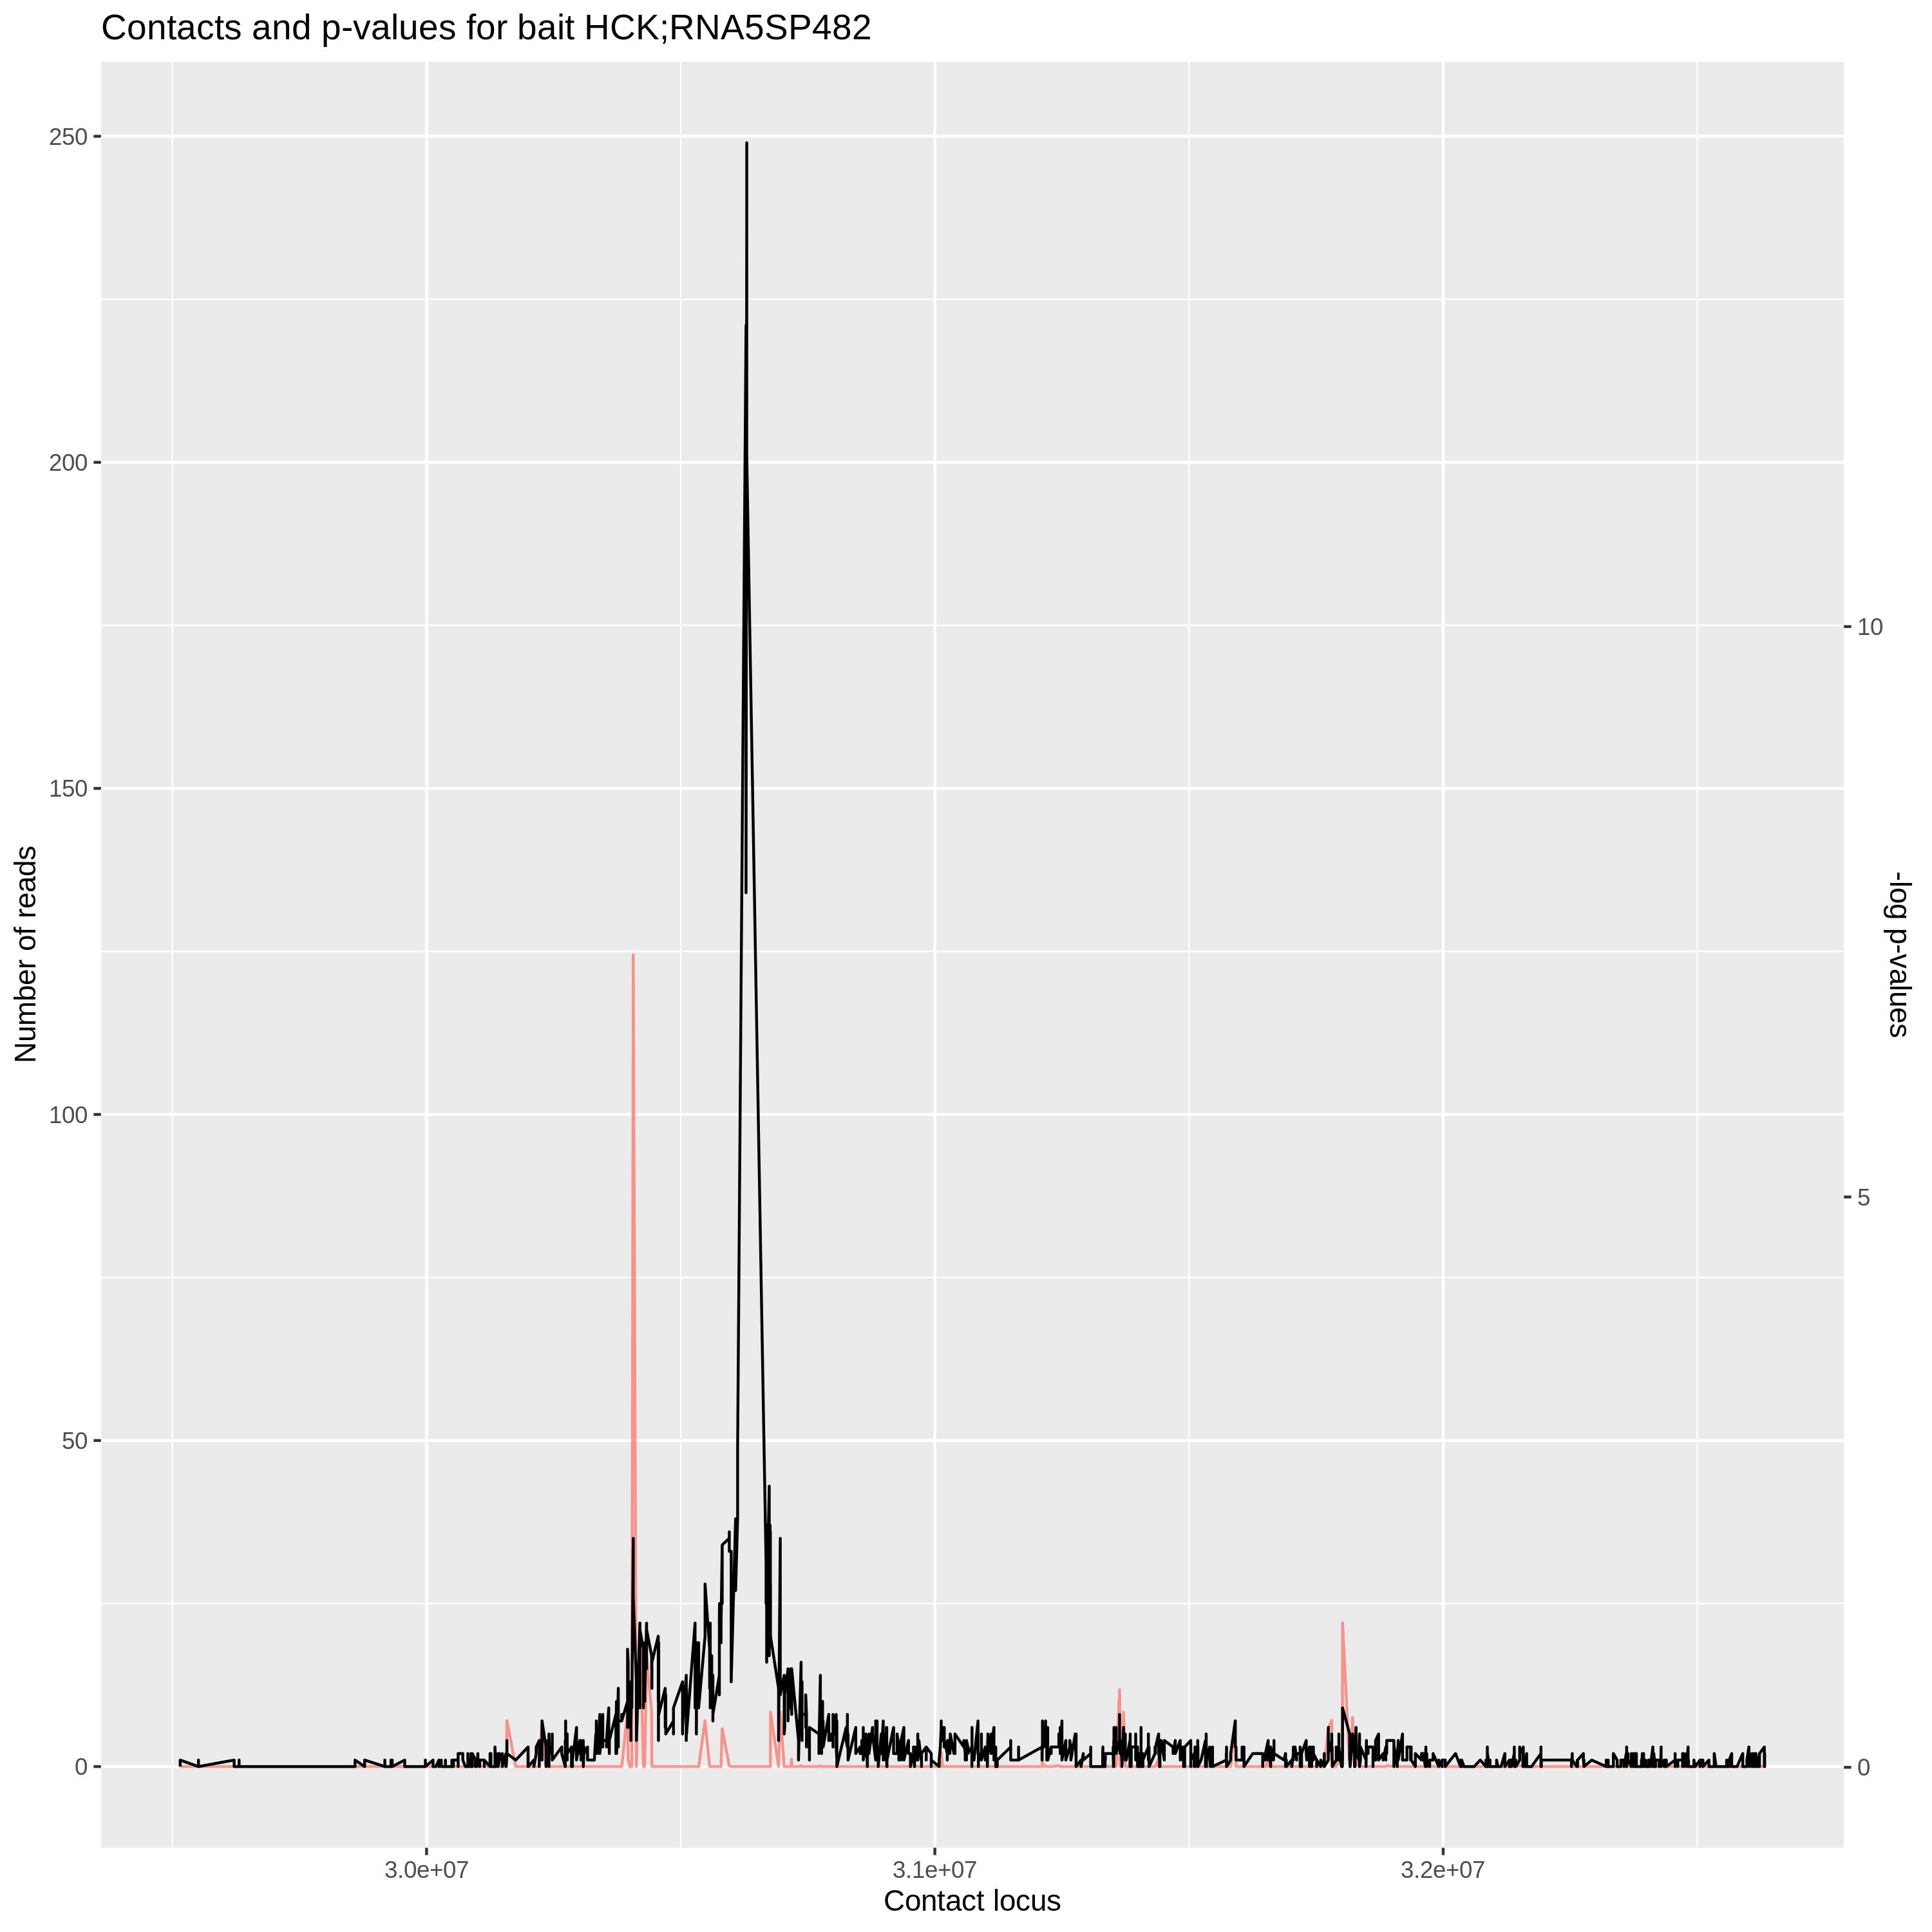 Contacts and p-values for bait HCK;RNA5SP482
250
200
150
100
50
0
Number of reads
10
5
0
-log p-values
3.0e+07 3.1e+07 3.2e+07
Contact locus